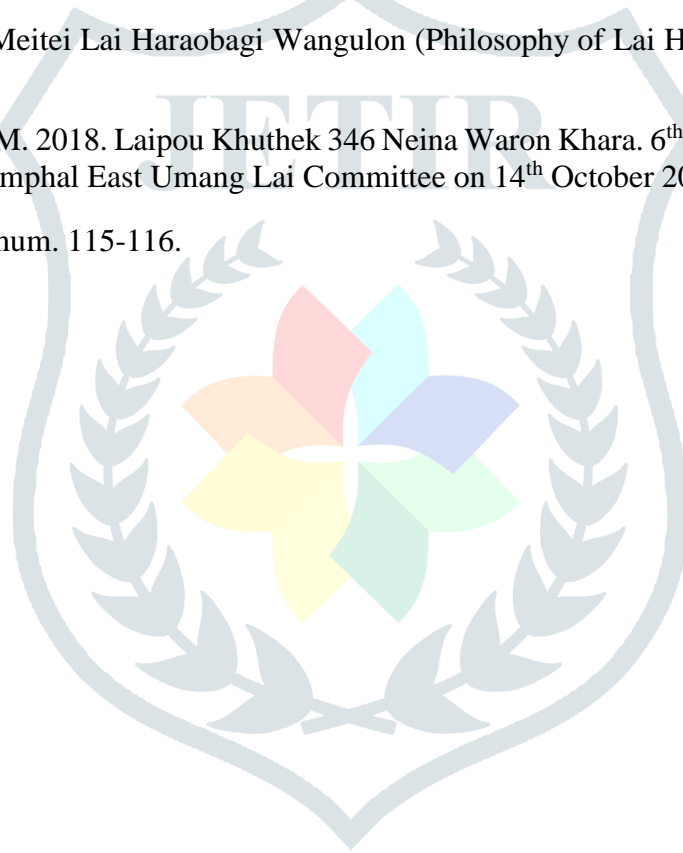 Meitei Lai Haraobagi Wangulon (Philosophy of Lai H
JETIR
M. 2018. Laipou Khuthek 346 Neina Waron Khara. 6th
mphal East Umang Lai Committee on 14th October 20
num. 115-116.